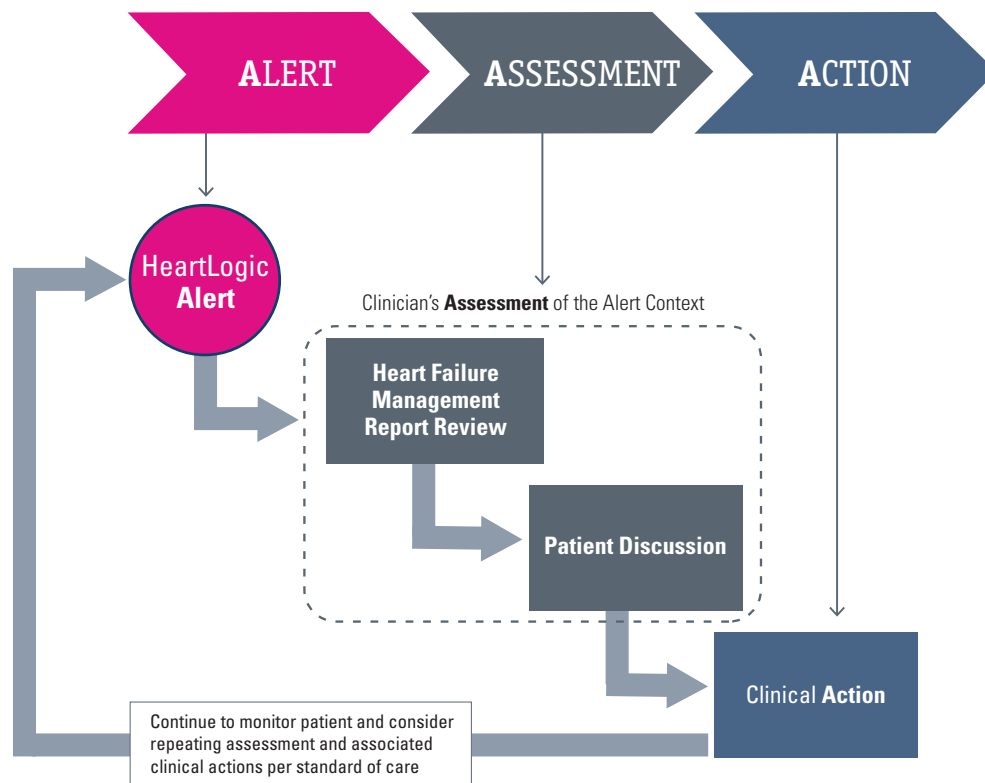 ALERT
ASSESSMENT
ACTION
HeartLogic
Alert
Clinician's Assessment of the Alert Context
Heart Failure
Management
Report Review
Patient Discussion
Clinical Action
Continue to monitor patient and consider
repeating assessment and associated
clinical actions per standard of care